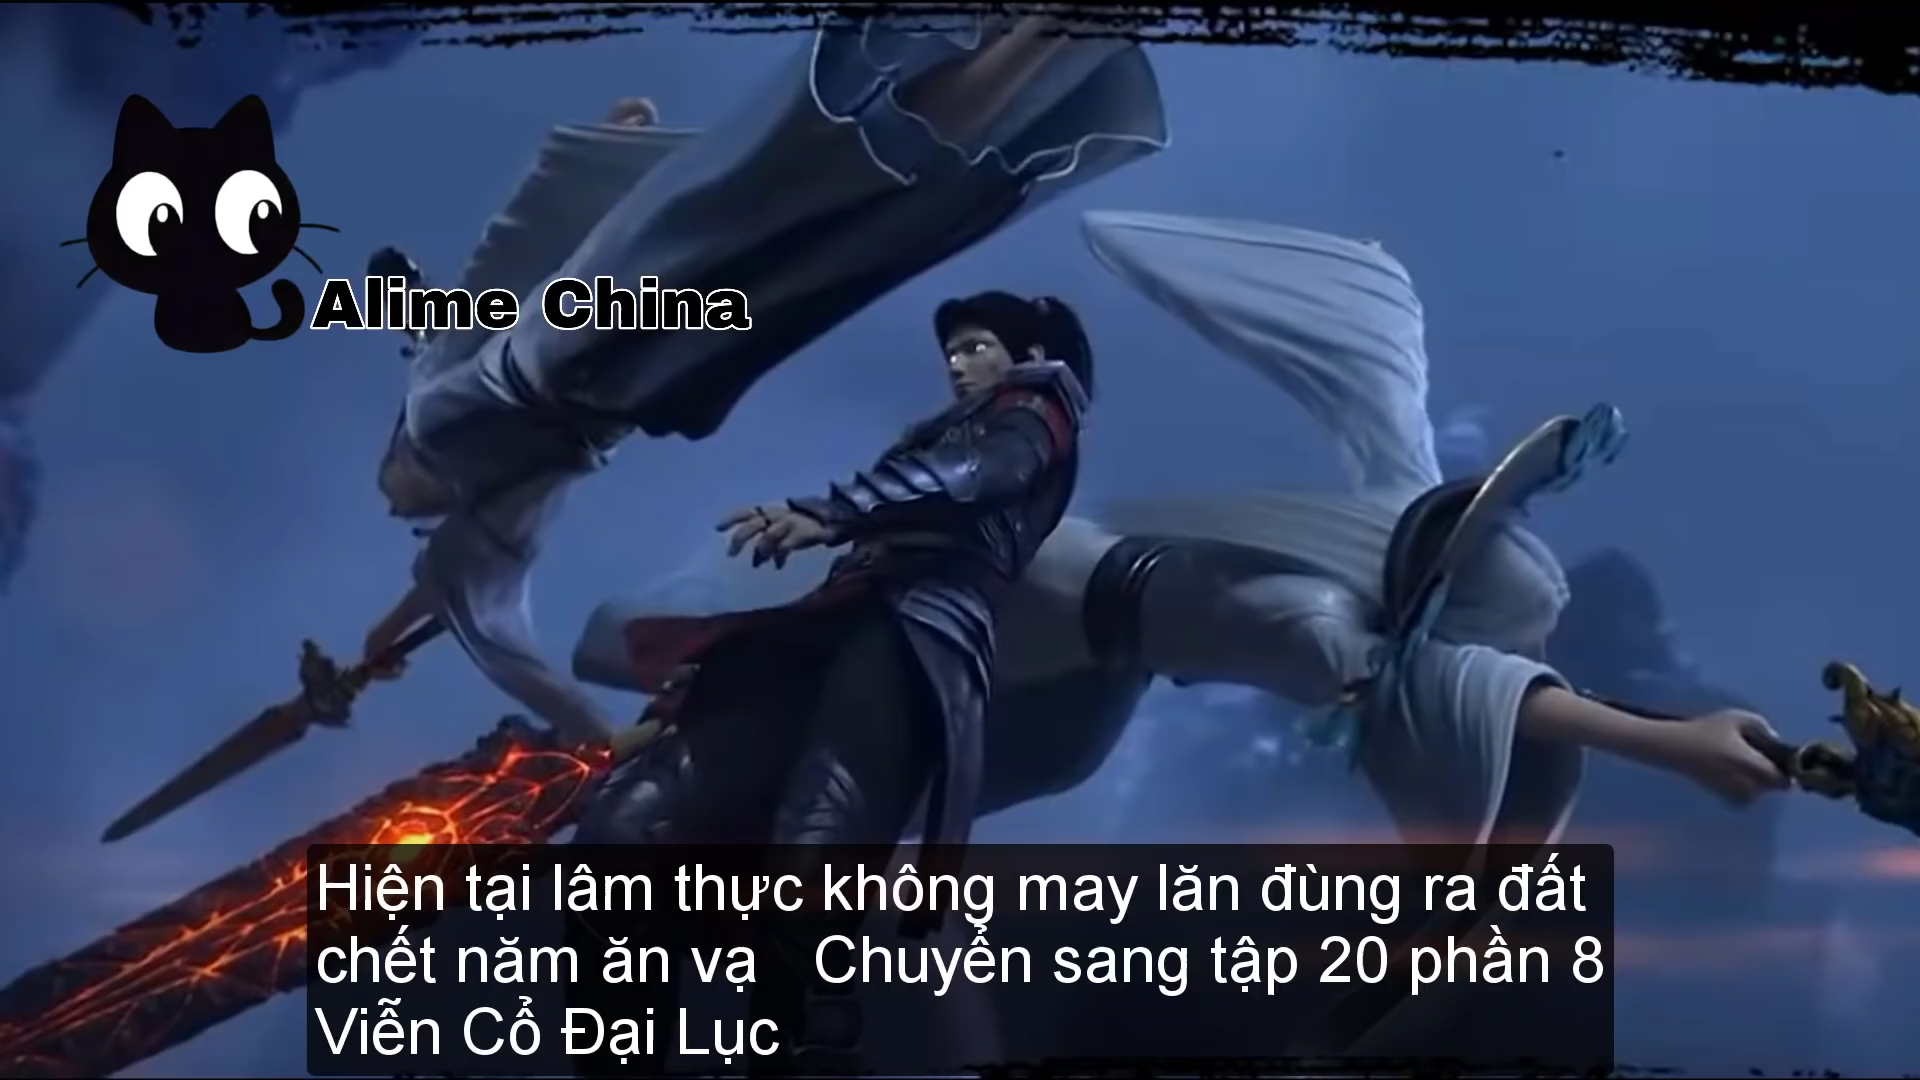 Alime China
Hiện tại lâm thực không may lăn đùng ra đất
chết năm ăn vạ   Chuyển sang tập 20 phần 8
Viễn Cổ Đại Lục